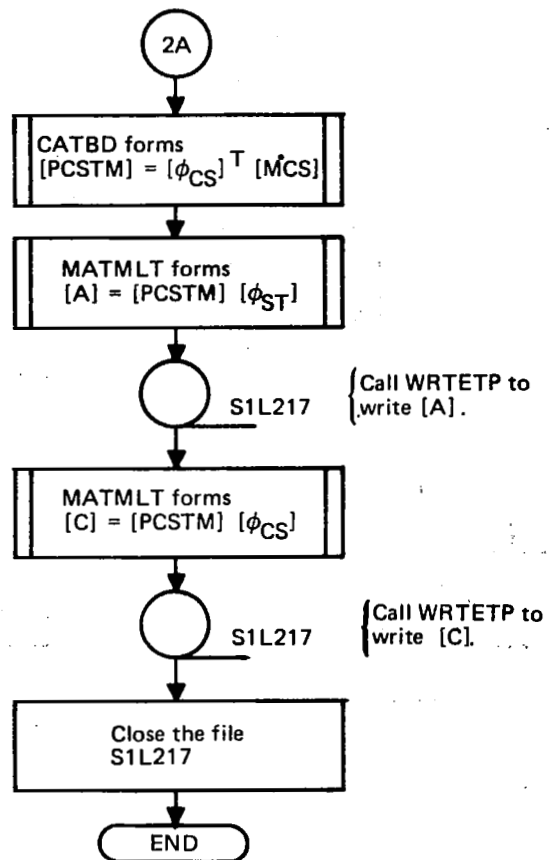 2A
CATBD forms
[PCSTM] = [ϕCS]T [MCS]
MATMLT forms
[A] = [PCSTM] [ϕST]
S1L217
Call WRTETP to
write [A].
MATMLT forms
[C] = [PCSTM] [ϕCS]
S1L217
Call WRTETP to
write [C].
Close the file
S1L217
END